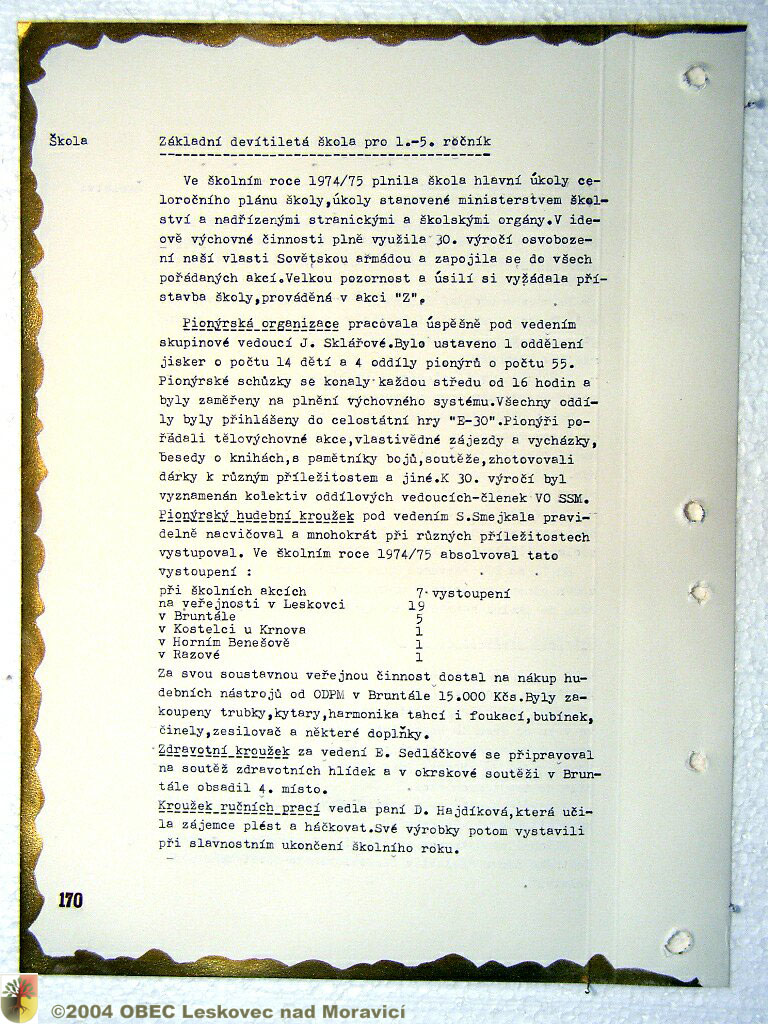 Škola
Základní devítiletá škola pro 1.-5. ročník
Ve školním roce 1974/75 plnila škola hlavní úkoly ce-
loročního plánu školy,úkoly stanovené ministerstvem škol-
ství a nadřízenými stranickými a školskými orgány.V ide-
ově výchovné činnosti plně využila 30. výročí osvoboze-
ní naší vlasti Sovětskou armádou a zapojila se do všech
pořádaných akcí.Velkou pozornost a úsilí si vyžádala pří-
stavba školy,prováděná v akci "Z".
Pionýrská organizace pracovala úspěšně pod vedením
skupinové vedoucí J. Sklářové.Bylo ustaveno 1 oddělení
jisker o počtu 14 dětí a 4 oddíly pionýrů o počtu 55.
Pionýrské schůzky se konaly každou středu od 16 hodin a
byly zaměřeny na plnění výchovného systému.Všechny oddí-
ly byly přihlášeny do celostátní hry "E-30".Pionýři po-
řádali tělovýchovné akce,vlastivědné zájezdy a vycházky,
besedy o knihách,s pamětníky bojů,soutěže,zhotovovali
dárky k různým příležitostem a jiné.K 30. výročí byl
vyznamenán kolektiv oddílových vedoucích-členek VO SSM.
Pionýrský hudební kroužek pod vedením S.Smejkala pravi-
delně nacvičoval a mnohokrát při různých příležitostech
vystupoval. Ve školním roce 1974/75 absolvoval tato
vystoupení :
při školních akcích 7 vystoupení
na veřejnosti v Leskovci 19
v Bruntále 5
v Kostelci u Krnova 1
v Horním Benešově 1
v Razové 1
Za svou soustavnou veřejnou činnost dostal na nákup hu-
debních nástrojů od ODPM v Bruntále 15.000 Kčs.Byly za-
koupeny trubky,kytary,harmonika tahcí i foukací,bubínek,
činely,zesilovač a některé doplňky.
Zdravotní kroužek za vedení E. Sedláčkové se připravoval
na soutěž zdravotních hlídek a v okrskové soutěži v Brun-
tále obsadil 4. místo.
Kroužek ručních prací vedla paní D. Hajdíková,která uči-
la zájemce plést a háčkovat.Své výrobky potom vystavili
při slavnostním ukončení školního roku.
170
©2004 OBEC Leskovec nad Moravicí